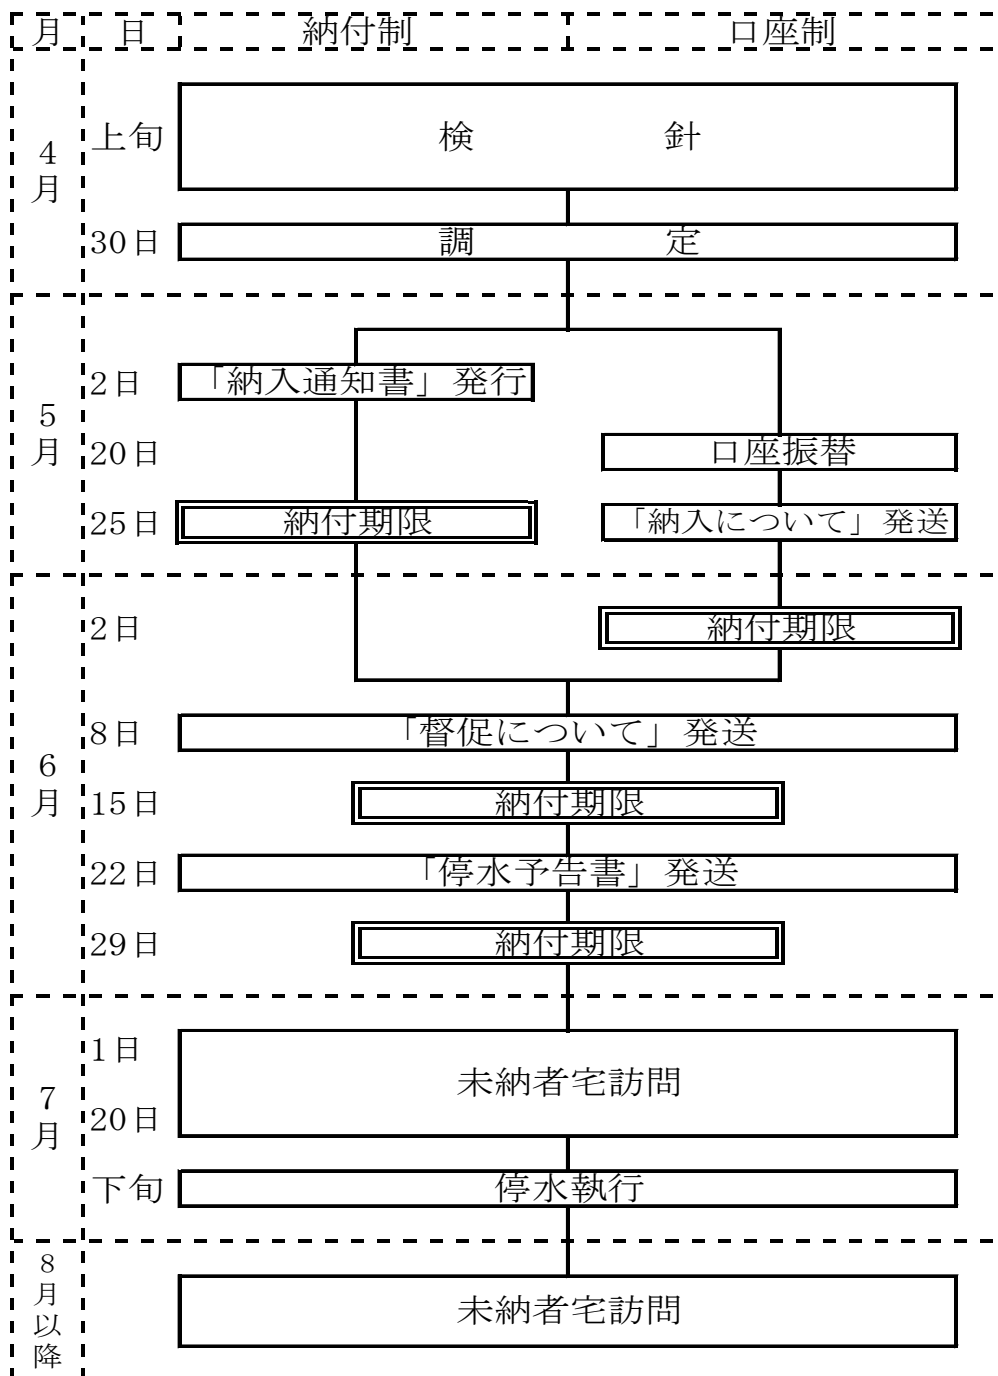 月 日 納付制 口座制
4月
上旬 検 針
30日 調 定
5月
2日 「納入通知書」発行
20日 口座振替
25日 納付期限 「納入について」発送
6月
2日 納付期限
8日 「督促について」発送
15日 納付期限
22日 「停水予告書」発送
29日 納付期限
7月
1日
未納者宅訪問
20日
下旬 停水執行
8月以降
未納者宅訪問